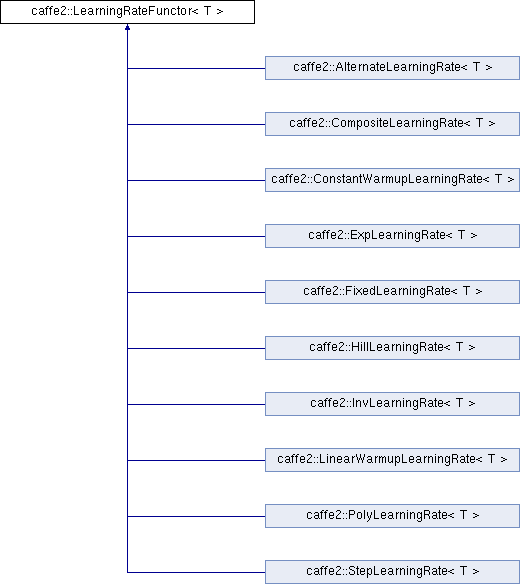 caffe2::LearningRateFunctor< T >
caffe2::AlternateLearningRate< T >
caffe2::CompositeLearningRate< T >
caffe2::ConstantWarmupLearningRate< T >
caffe2::ExpLearningRate< T >
caffe2::FixedLearningRate< T >
caffe2::HillLearningRate< T >
caffe2::InvLearningRate< T >
caffe2::LinearWarmupLearningRate< T >
caffe2::PolyLearningRate< T >
caffe2::StepLearningRate< T >